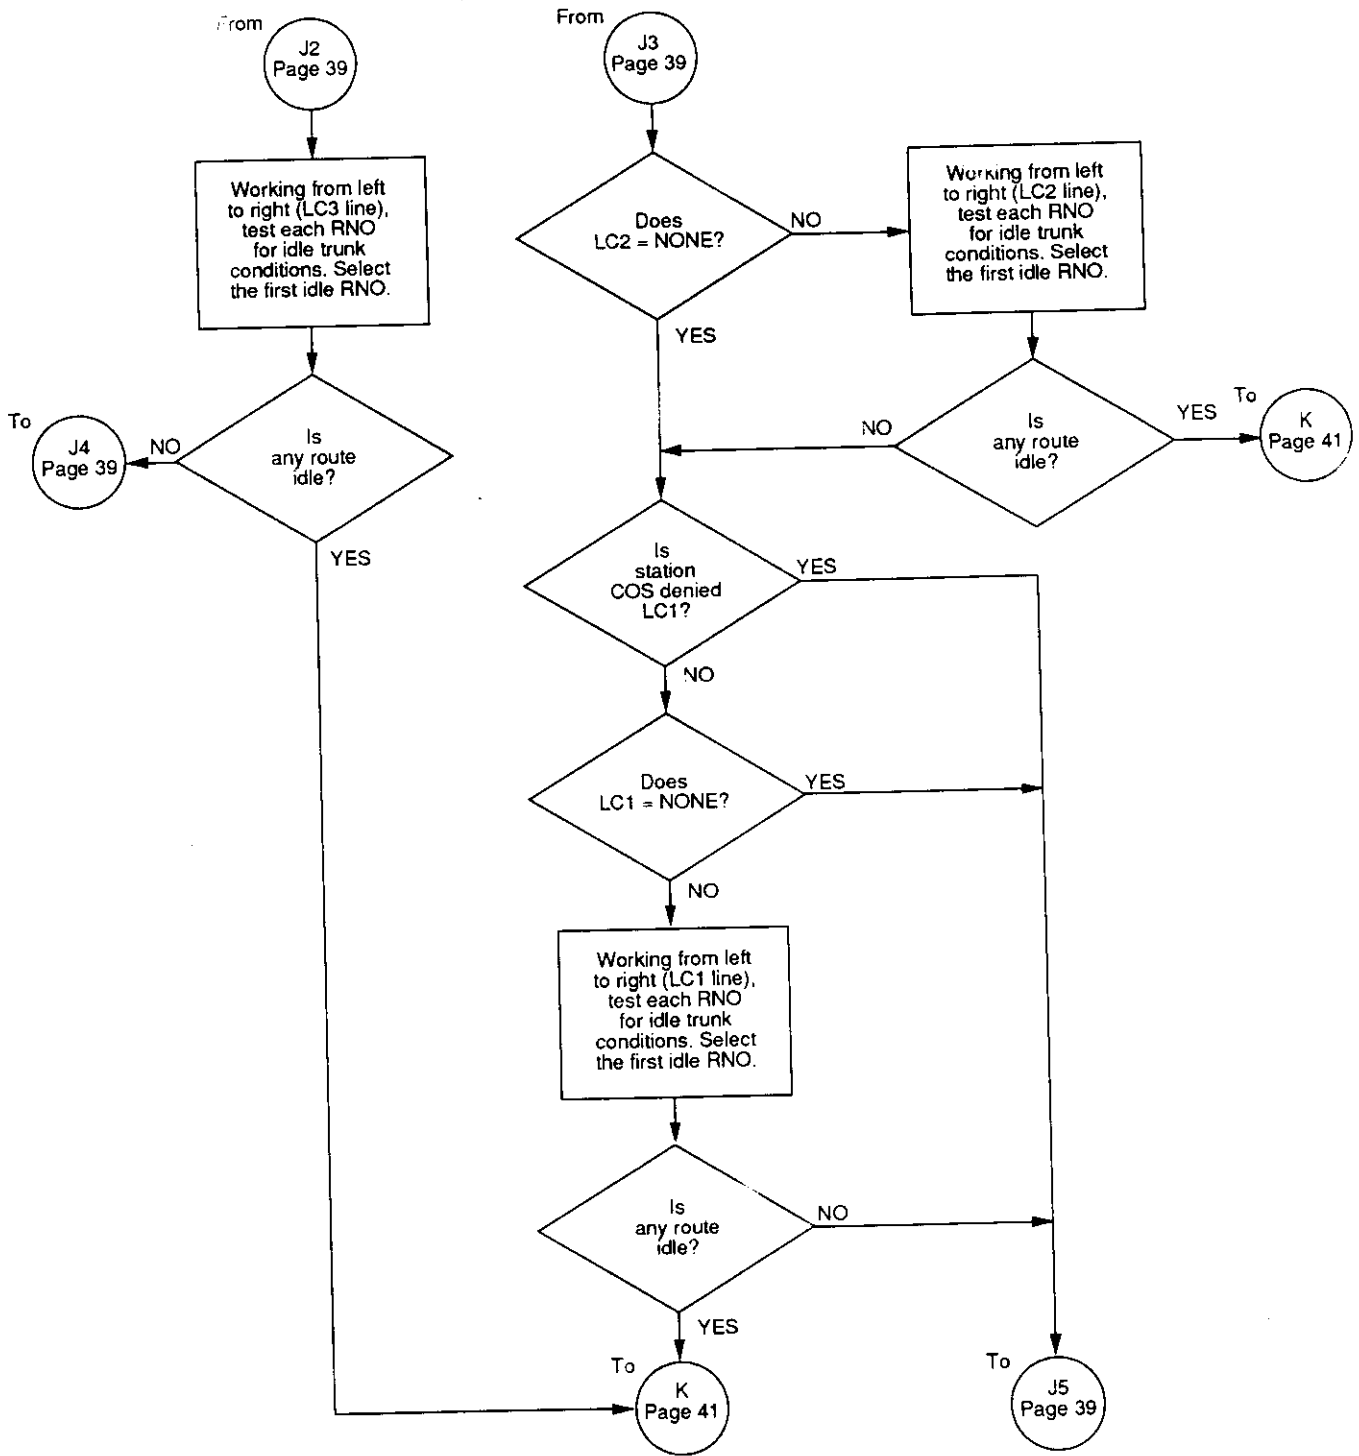 From
J2
Page 39
Working from left
to right (LC3 line),
test each RNO
for idle trunk
conditions. Select
the first idle RNO.
Is
any route
idle?
NO
To
J4
Page 39
YES
From
J3
Page 39
Does
LC2 = NONE?
NO
YES
Working from left
to right (LC2 line),
test each RNO
for idle trunk
conditions. Select
the first idle RNO.
Is
any route
idle?
NO
YES
To
K
Page 41
Is
station
COS denied
LC1?
YES
NO
Does
LC1 = NONE?
YES
NO
Working from left
to right (LC1 line),
test each RNO
for idle trunk
conditions. Select
the first idle RNO.
Is
any route
idle?
NO
YES
To
K
Page 41
To
J5
Page 39